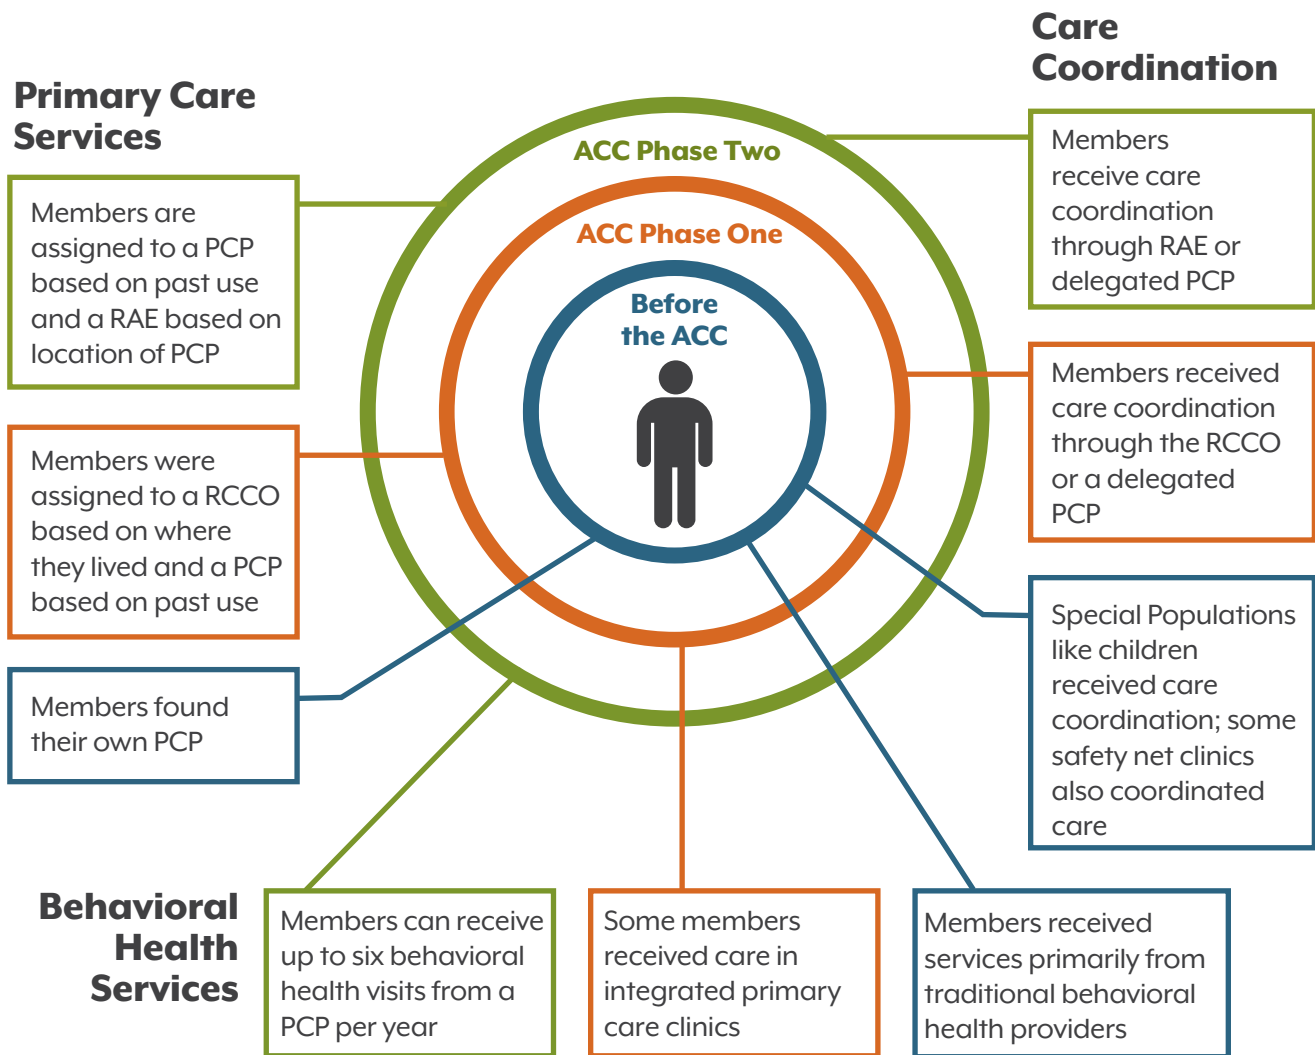 Primary Care
Services
Members are
assigned to a PCP
based on past use
and a RAE based on
location of PCP
Members were
assigned to a RCCO
based on where
they lived and a PCP
based on past use
Members found
their own PCP
ACC Phase Two
ACC Phase One
Before
the ACC
Care
Coordination
Members
receive care
coordination
through RAE or
delegated PCP
Members received
care coordination
through the RCCO
or a delegated
PCP
Special Populations
like children
received care
coordination; some
safety net clinics
also coordinated
care
Behavioral
Health
Services
Members can receive
up to six behavioral
health visits from a
PCP per year
Some members
received care in
integrated primary
care clinics
Members received
services primarily from
traditional behavioral
health providers